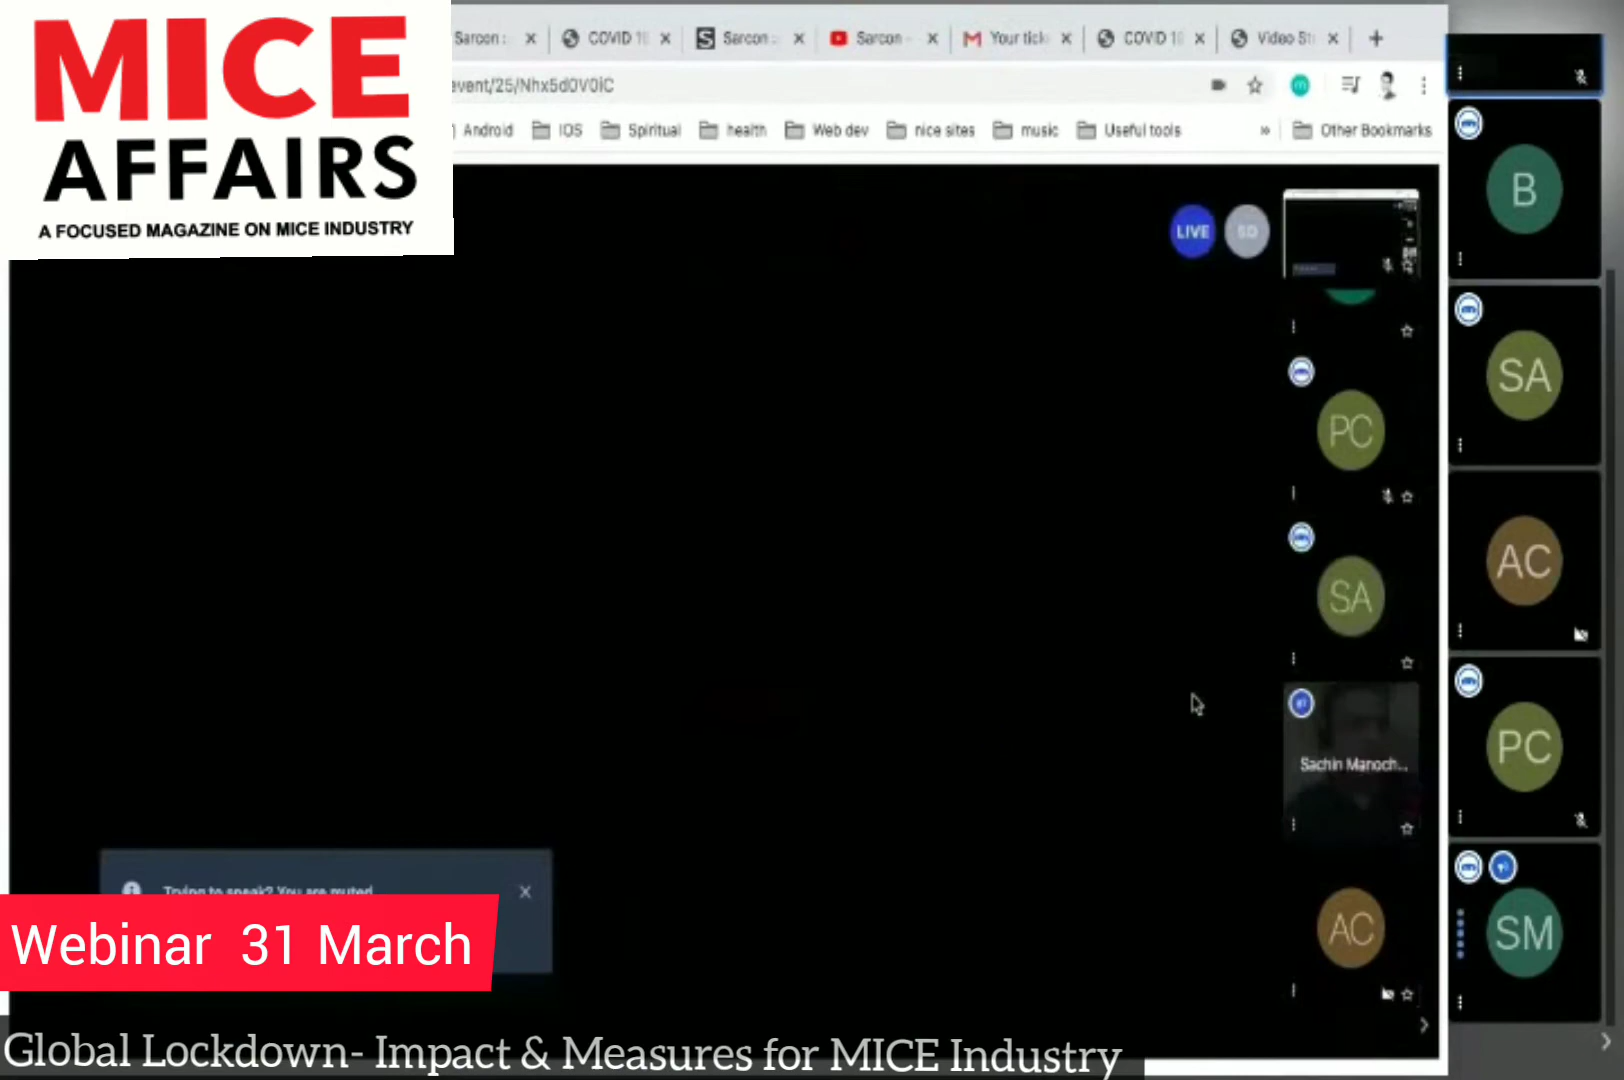 MICE
AFFAIRS
A FOCUSED MAGAZINE ON MICE INDUSTRY
Sarcon : COVID 19 Sarcon : Sarcon - Your tick COVID 19 Video St
event/25/Nhx5d0V0iC
Android IOS Spiritual health Web dev nice sites music Useful tools » Other Bookmarks
LIVE SD
B
PC
SA
SA
AC
Sachin Manoch...
PC
AC
SM
Trying to speak? You are muted
Webinar 31 March
Global Lockdown- Impact & Measures for MICE Industry